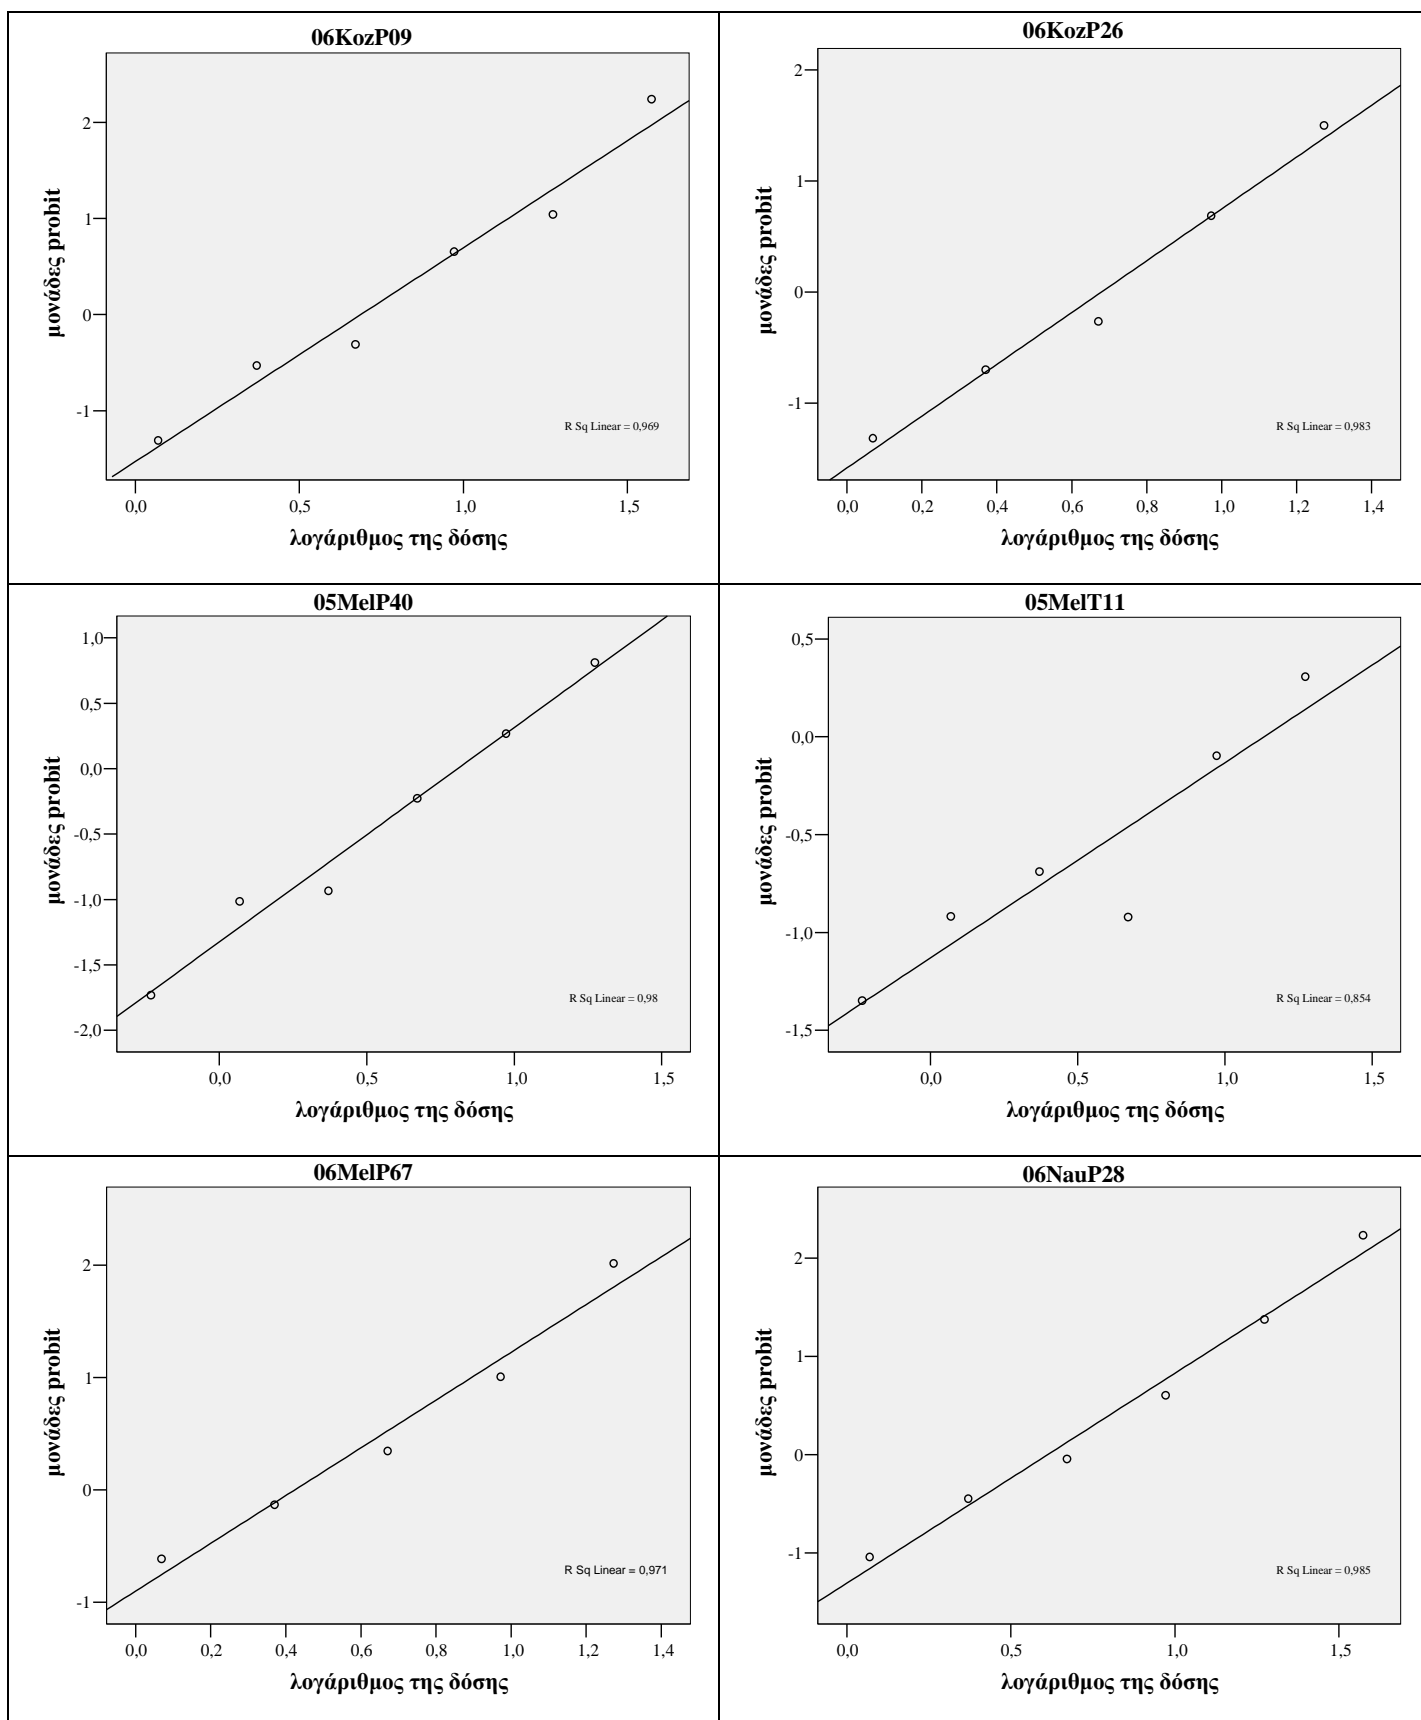 06KozP09
2
1
0
-1
μονάδες probit
R Sq Linear = 0,969
0,0 0,5 1,0 1,5
λογάριθμος της δόσης
06KozP26
2
1
0
-1
μονάδες probit
R Sq Linear = 0,983
0,0 0,2 0,4 0,6 0,8 1,0 1,2 1,4
λογάριθμος της δόσης
05MelP40
1,0
0,5
0,0
-0,5
-1,0
-1,5
-2,0
μονάδες probit
R Sq Linear = 0,98
0,0 0,5 1,0 1,5
λογάριθμος της δόσης
05MelT11
0,5
0,0
-0,5
-1,0
-1,5
μονάδες probit
R Sq Linear = 0,854
0,0 0,5 1,0 1,5
λογάριθμος της δόσης
06MelP67
2
1
0
-1
μονάδες probit
R Sq Linear = 0,971
0,0 0,2 0,4 0,6 0,8 1,0 1,2 1,4
λογάριθμος της δόσης
06NauP28
2
1
0
-1
μονάδες probit
R Sq Linear = 0,985
0,0 0,5 1,0 1,5
λογάριθμος της δόσης